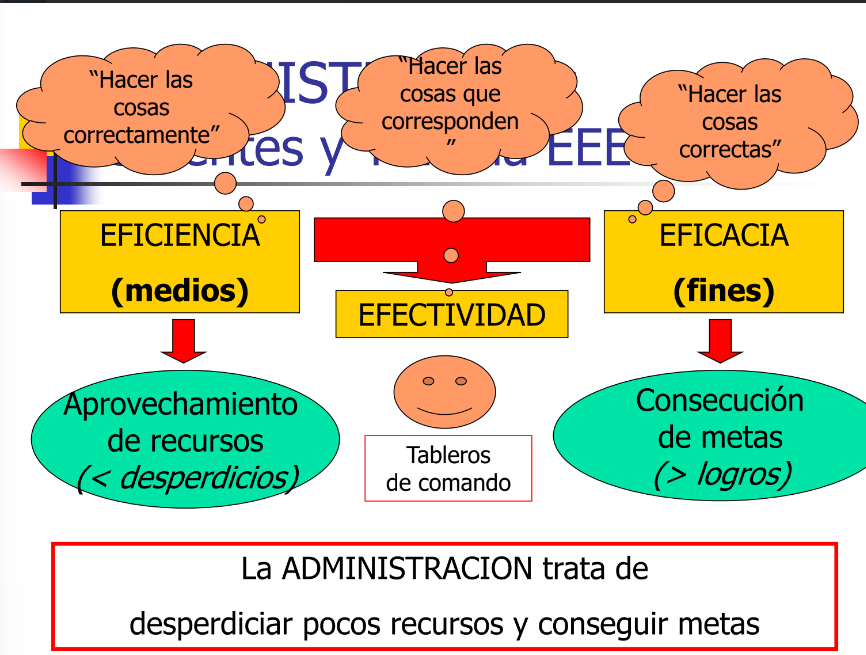 “Hacer las
cosas
correctamente”
“Hacer las
cosas que
corresponden
”
“Hacer las
cosas
correctas”
y
EEE
EFICIENCIA
(medios)
EFECTIVIDAD
EFICACIA
(fines)
Aprovechamiento
de recursos
(< desperdicios)
Tableros
de comando
Consecución
de metas
(> logros)
La ADMINISTRACION trata de
desperdiciar pocos recursos y conseguir metas